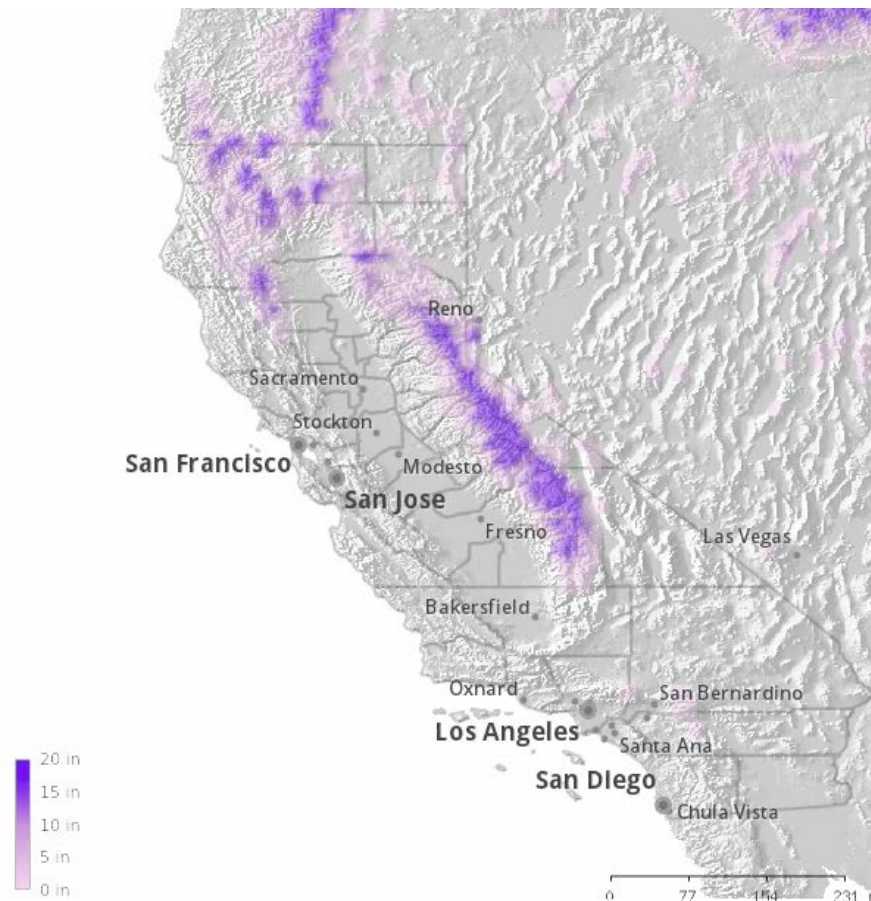 Reno
Sacramento
Stockton
San Francisco
Modesto
San Jose
Fresno
Las Vegas
Bakersfield
Oxnard
San Bernardino
Los Angeles
Santa Ana
San Diego
Chula Vista
20 in
15 in
10 in
5 in
0 in
0 77 154 231